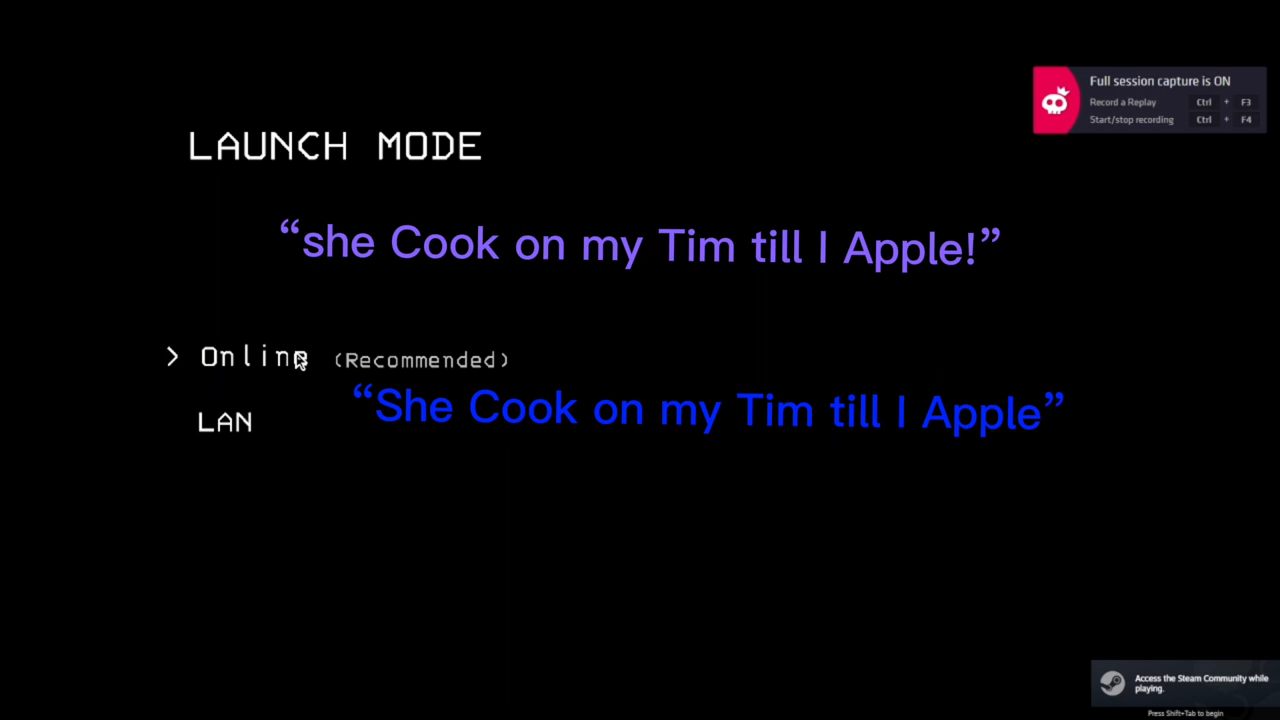 Full session capture is ON
Record a Replay Ctrl + F3
Start/stop recording Ctrl + F4
LAUNCH MODE
“she Cook on my Tim till I Apple!”
> Online (Recommended)
“She Cook on my Tim till I Apple”
LAN
Access the Steam Community while
playing.
Press Shift+Tab to begin